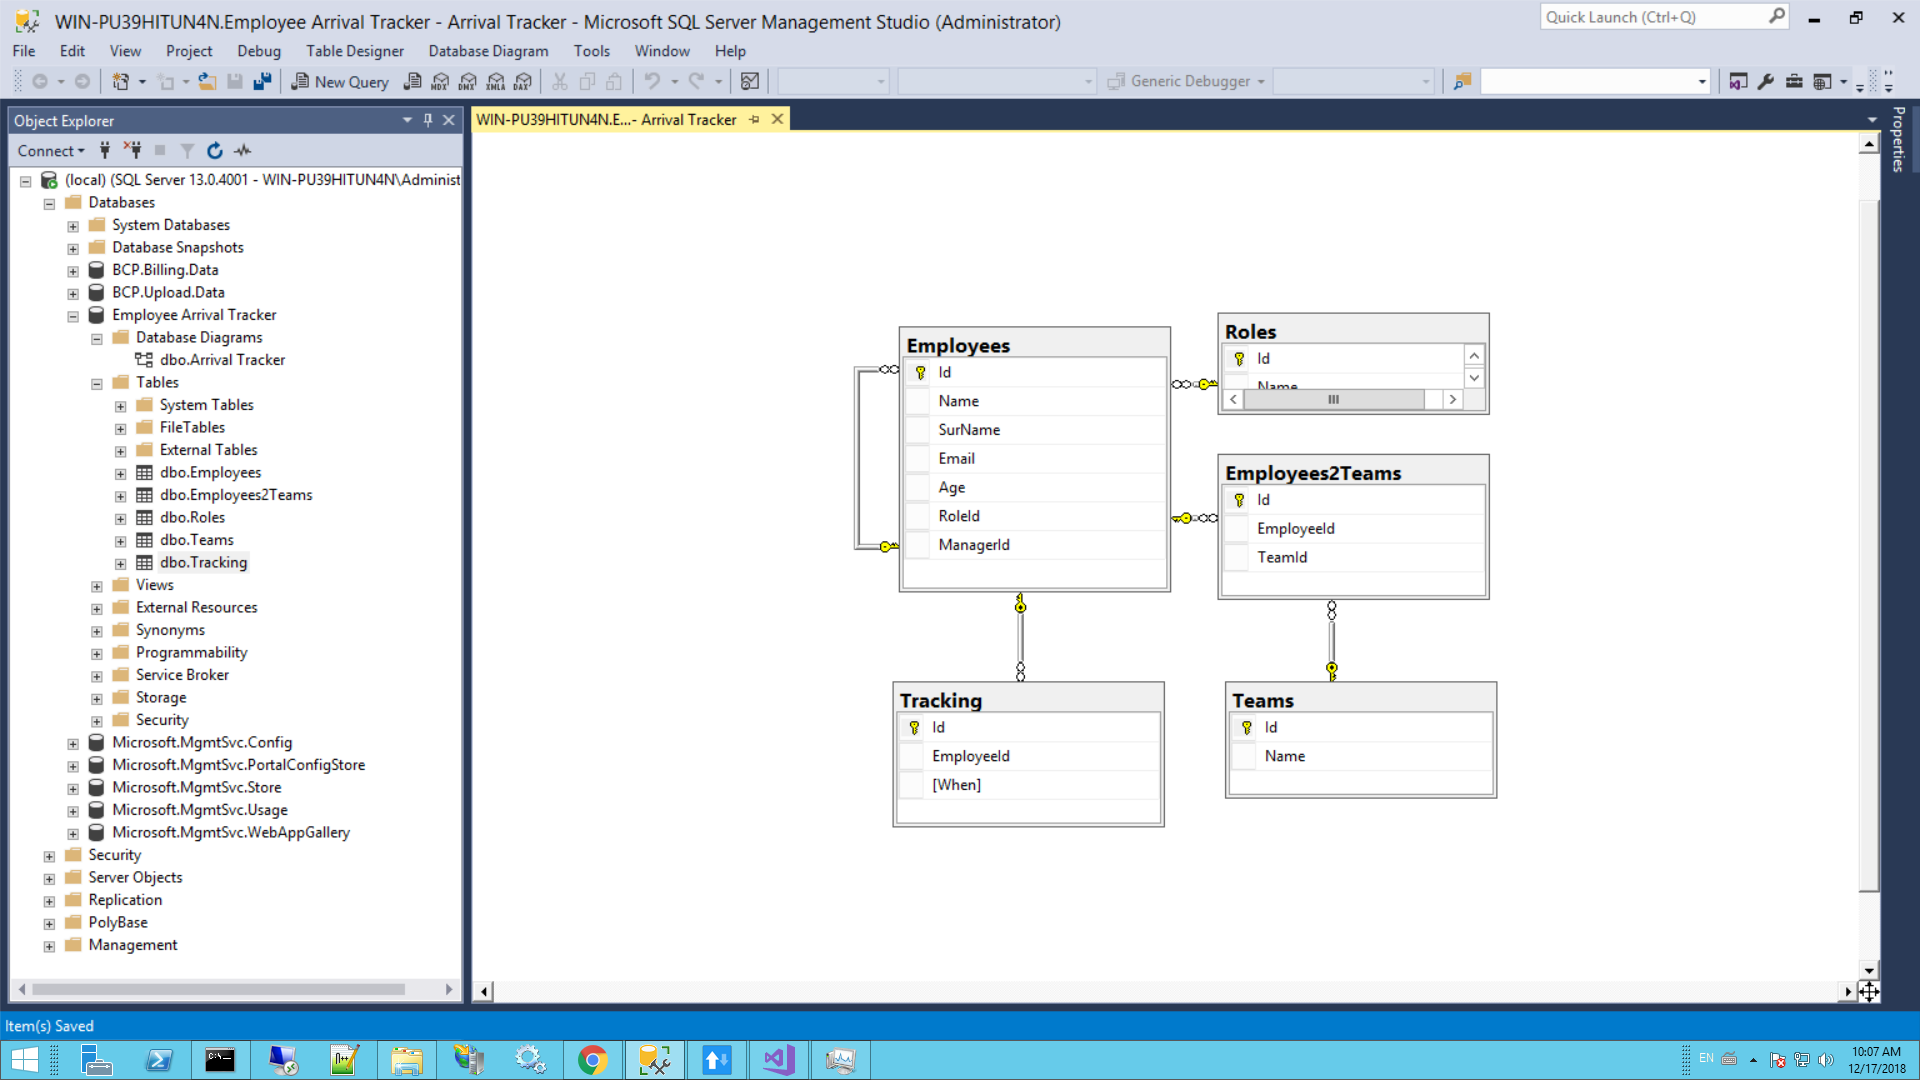 WIN-PU39HITUN4N.Employee Arrival Tracker - Arrival Tracker - Microsoft SQL Server Management Studio (Administrator)
Quick Launch (Ctrl+Q)
File Edit View Project Debug Table Designer Database Diagram Tools Window Help
New Query MDX DMX XMLA DAX Generic Debugger
Object Explorer
WIN-PU39HITUN4N.E...- Arrival Tracker
Properties
Connect
(local) (SQL Server 13.0.4001 - WIN-PU39HITUN4N\Administ
Databases
System Databases
Database Snapshots
BCP.Billing.Data
BCP.Upload.Data
Employee Arrival Tracker
Database Diagrams
dbo.Arrival Tracker
Tables
System Tables
FileTables
External Tables
dbo.Employees
dbo.Employees2Teams
dbo.Roles
dbo.Teams
dbo.Tracking
Views
External Resources
Synonyms
Programmability
Service Broker
Storage
Security
Microsoft.MgmtSvc.Config
Microsoft.MgmtSvc.PortalConfigStore
Microsoft.MgmtSvc.Store
Microsoft.MgmtSvc.Usage
Microsoft.MgmtSvc.WebAppGallery
Security
Server Objects
Replication
PolyBase
Management
Employees
Id
Name
SurName
Email
Age
RoleId
ManagerId
Roles
Id
Name
Employees2Teams
Id
EmployeeId
TeamId
Tracking
Id
EmployeeId
[When]
Teams
Id
Name
Item(s) Saved
EN
10:07 AM
12/17/2018